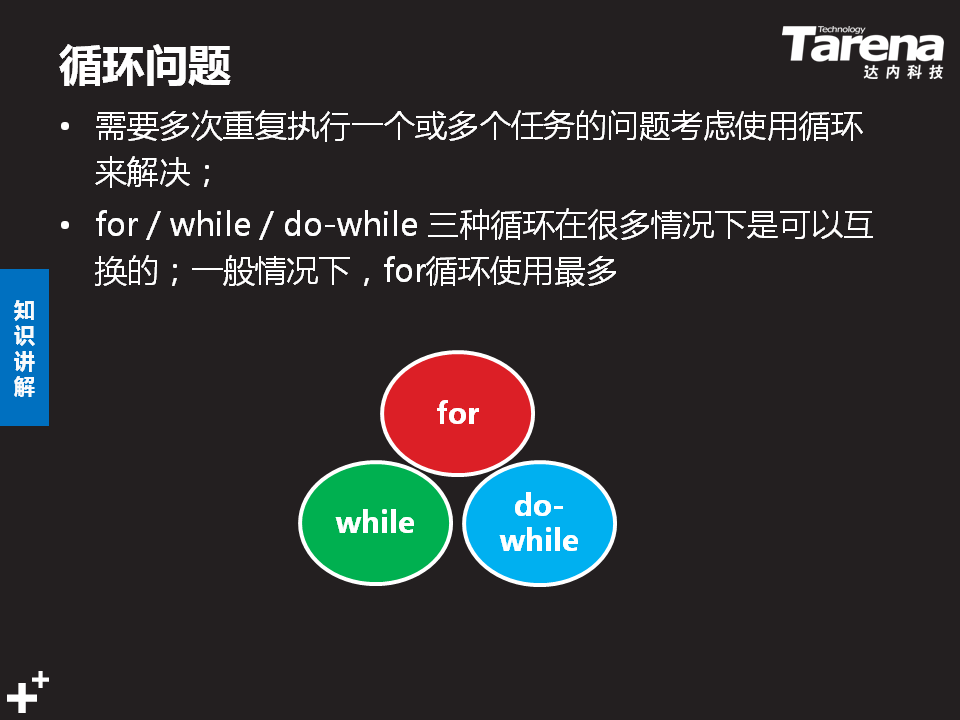 循环问题
Technology
Tarena
达内科技
• 需要多次重复执行一个或多个任务的问题考虑使用循环
来解决；
• for / while / do-while 三种循环在很多情况下是可以互
换的；一般情况下，for循环使用最多
知
识
讲
解
for
while
do-
while